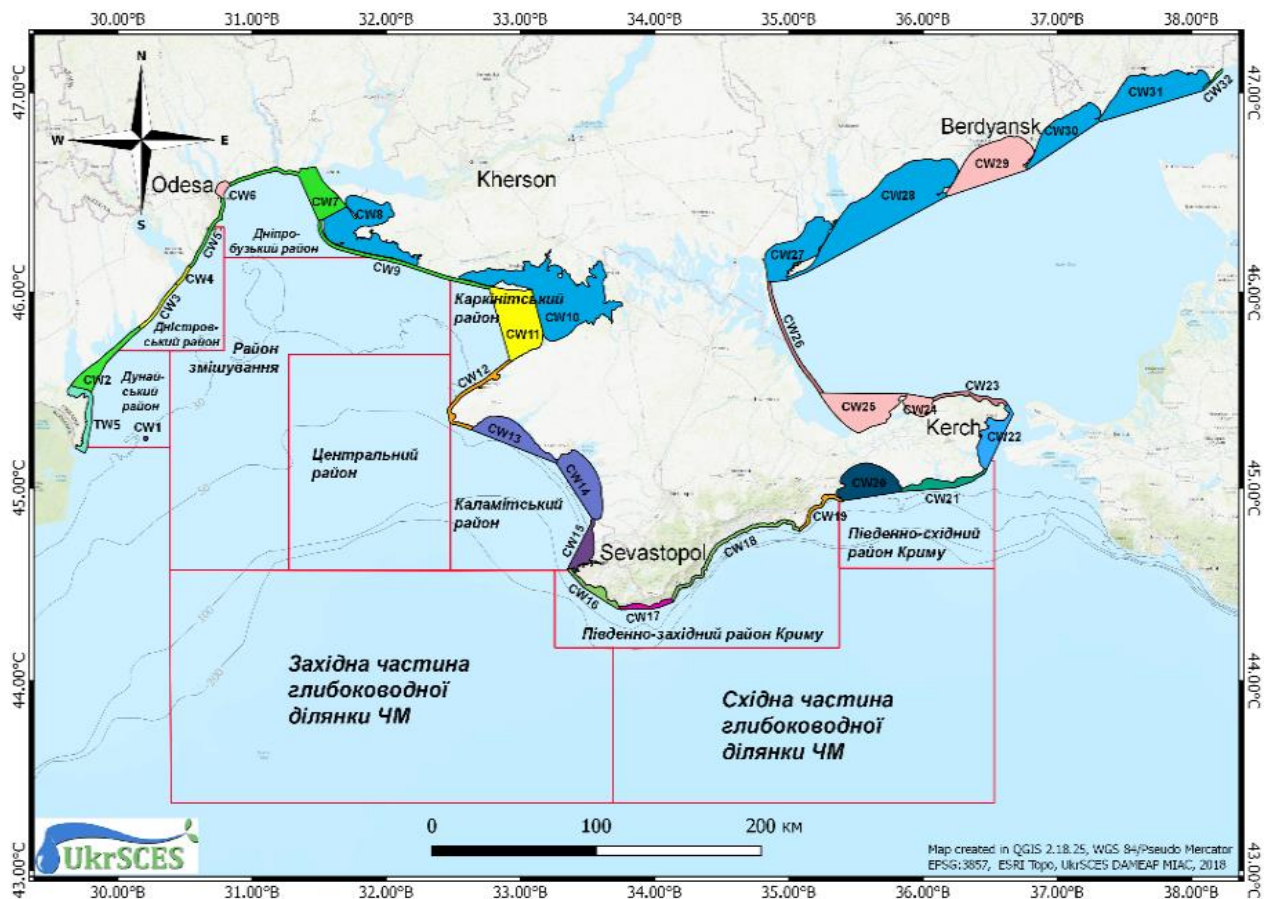 30.00°В 31.00°В 32.00°В 33.00°В 34.00°В 35.00°В 36.00°В 37.00°В 38.00°В
47.00°С
47.00°С
N
W
E
S
CW32
CW31
CW30
Berdyansk
CW29
CW28
Odesa
Kherson
CW6
CW7
CW8
CW5
Дніпро-
бузький район
CW27
CW9
CW4
46.00°С
46.00°С
CW3
Каркінітський
район
CW10
CW11
CW26
Дністров-
ський район
Район
змішування
CW12
CW2
Дунай-
ський
район
CW23
CW25
CW24
TW5
CW1
Kerch
CW22
CW13
Центральний
район
CW14
45.00°С
45.00°С
CW20
CW21
Каламітський
район
CW19
CW15
Sevastopol
CW18
Південно-східний
район Криму
CW16
CW17
Південно-західний район Криму
50
50
100
200
44.00°С
44.00°С
Західна частина
глибоководної
ділянки ЧМ
Східна частина
глибоководної
ділянки ЧМ
0 100 200 км
UkrSCES
Map created in QGIS 2.18.25, WGS 84/Pseudo Mercator
EPSG:3857, ESRI Topo, UkrSCES DAMEAP MIAC, 2018
43.00°С
43.00°С
30.00°В 31.00°В 32.00°В 33.00°В 34.00°В 35.00°В 36.00°В 37.00°В 38.00°В